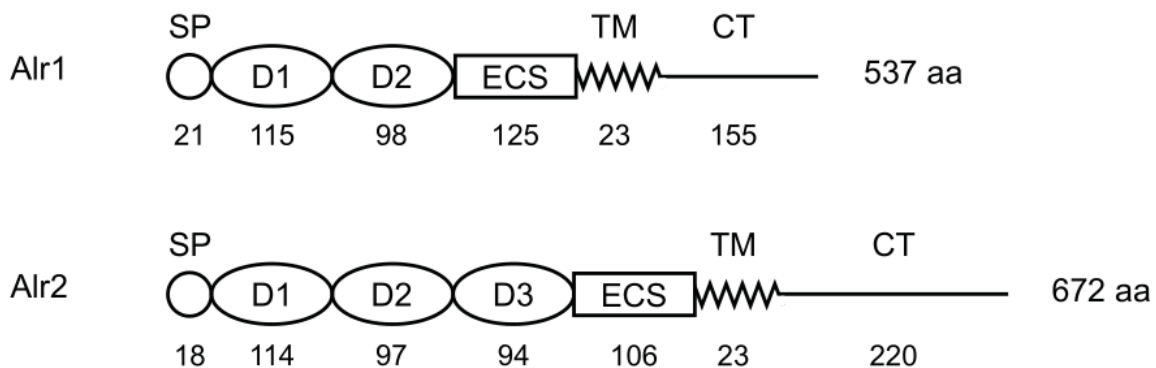 SP TM CT
Alr1 D1 D2 ECS 537 aa
21 115 98 125 23 155
SP TM CT
Alr2 D1 D2 D3 ECS 672 aa
18 114 97 94 106 23 220